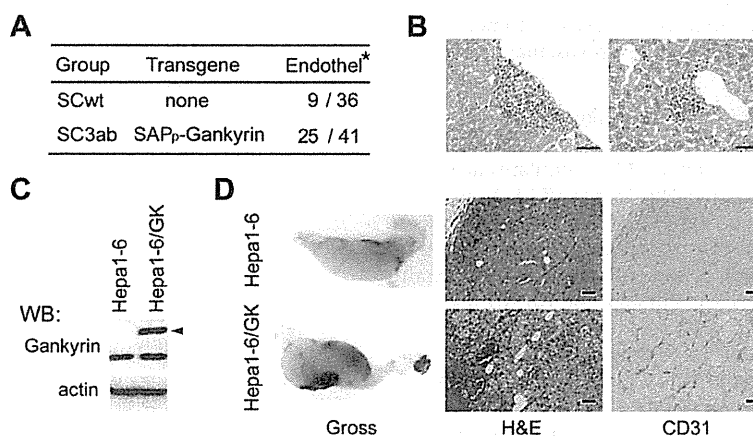 A
Group Transgene Endothel*
SCwt none 9 / 36
SC3ab SAPp-Gankyrin 25 / 41
B
C
Hepa1-6
Hepa1-6/GK
WB:
Gankyrin
actin
D
Hepa1-6
Hepa1-6/GK
Gross
H&E
CD31